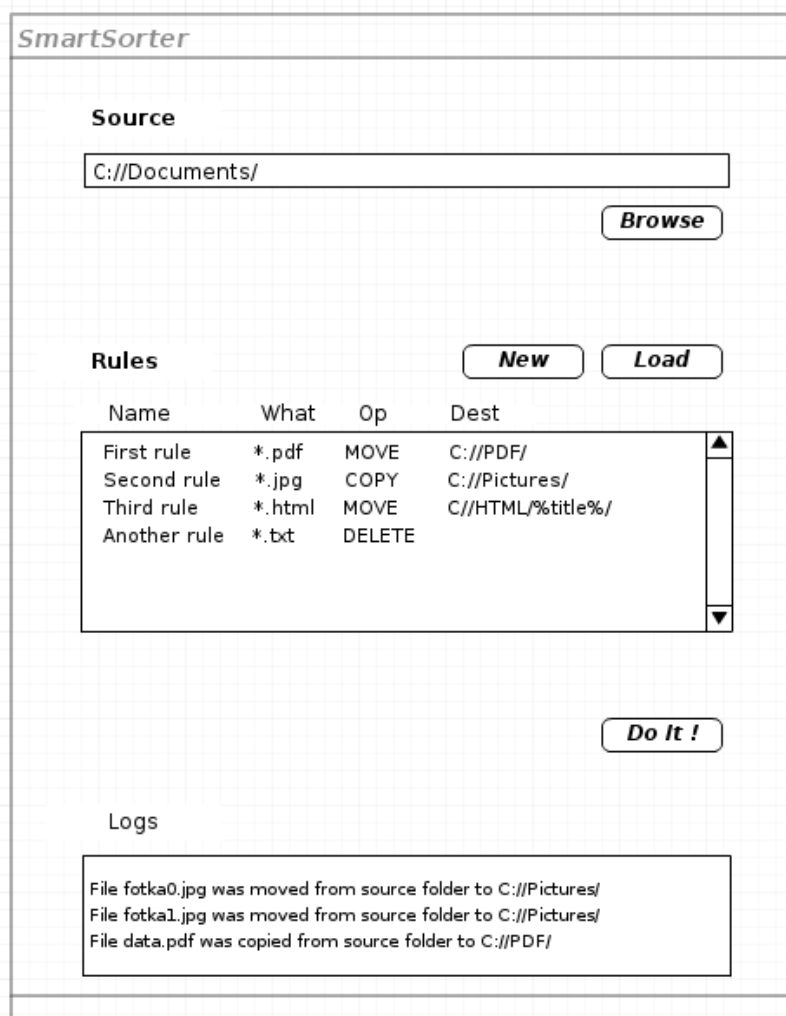 SmartSorter
Source
C://Documents/
Browse
Rules New Load
Name What Op Dest
First rule *.pdf MOVE C://PDF/
Second rule *.jpg COPY C://Pictures/
Third rule *.html MOVE C//HTML/%title%/
Another rule *.txt DELETE
Do It !
Logs
File fotka0.jpg was moved from source folder to C://Pictures/
File fotka1.jpg was moved from source folder to C://Pictures/
File data.pdf was copied from source folder to C://PDF/